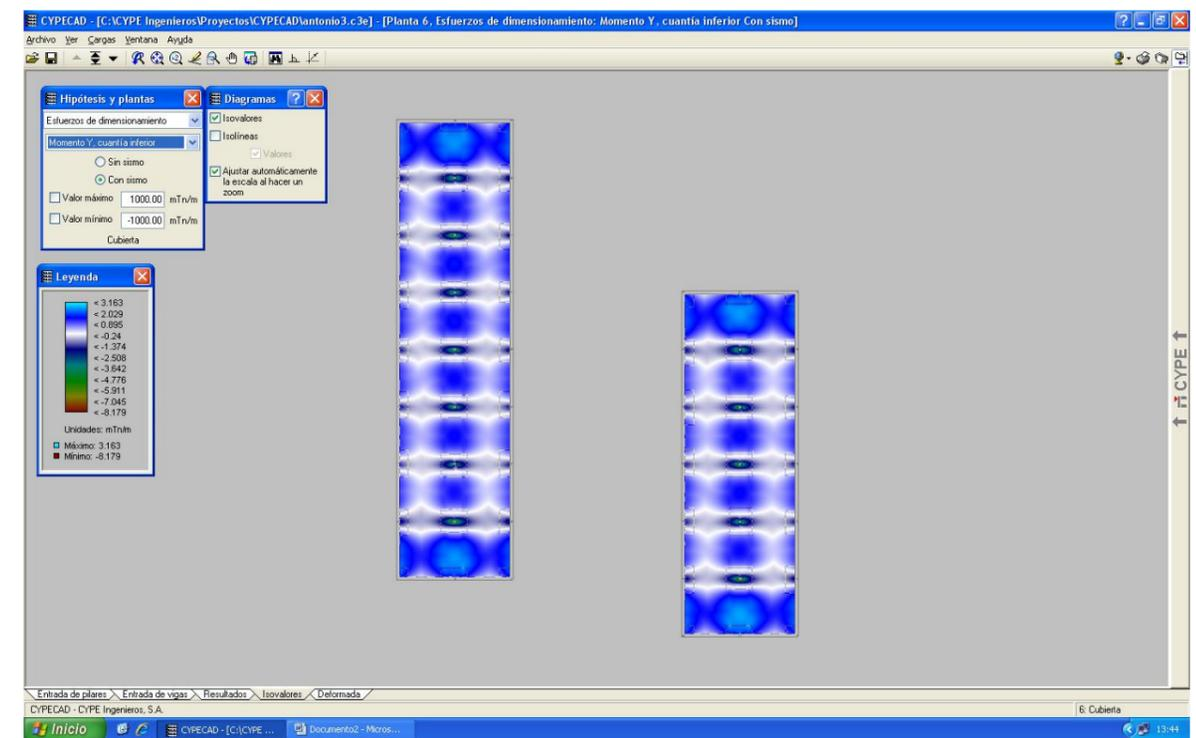 CYPECAD - [C:\CYPE Ingenieros\Proyectos\CYPECAD\antonio3.c3e] - [Planta 6, Esfuerzos de dimensionamiento: Momento Y, cuantía inferior Con sismo]
Archivo Ver Cargas Ventana Ayuda
Hipótesis y plantas
Esfuerzos de dimensionamiento
Momento Y, cuantía inferior
Sin sismo
Con sismo
Valor máximo 1000.00 mTn/m
Valor mínimo -1000.00 mTn/m
Cubierta
Diagramas
Isovalores
Isolíneas
Valores
Ajustar automáticamente
la escala al hacer un
zoom
Leyenda
< 3.163
< 2.029
< 0.895
< -0.24
< -1.374
< -2.508
< -3.642
< -4.776
< -5.911
< -7.045
< -8.179
Unidades: mTn/m
Máximo: 3.163
Mínimo: -8.179
CYPE
Entrada de pilares Entrada de vigas Resultados Isovalores Deformada
CYPECAD - CYPE Ingenieros, S.A.
6: Cubierta
Inicio
CYPECAD - [C:\CYPE ...
Documento2 - Micros...
13:44